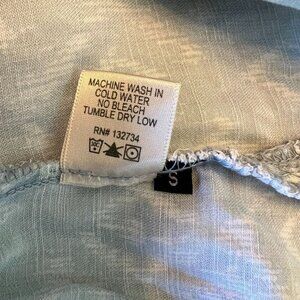 MACHINE WASH IN
COLD WATER
NO BLEACH
TUMBLE DRY LOW
RN# 132734
S